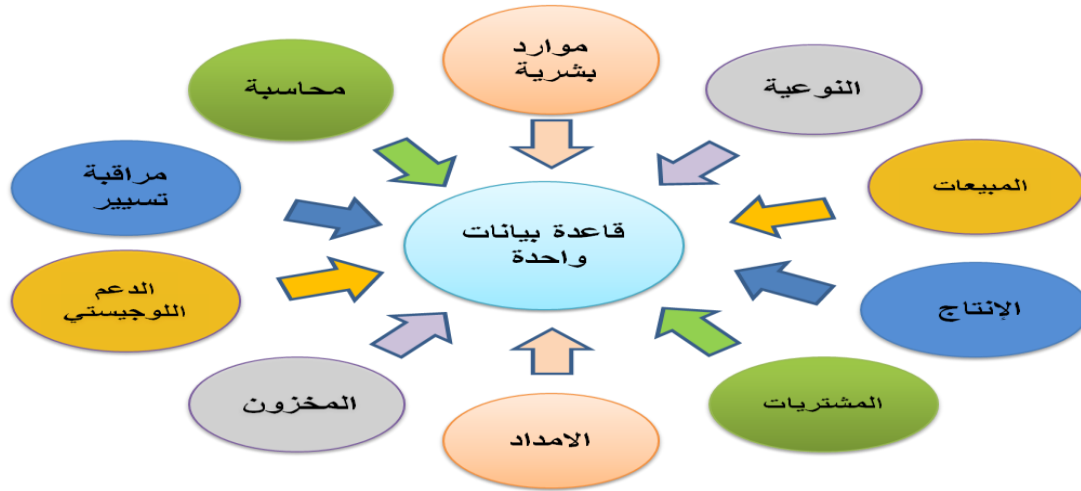 موارد
بشرية
النوعية
محاسبة
المبيعات
مراقبة
تسيير
قاعدة بيانات
واحدة
الإنتاج
الدعم
اللوجيستي
المشتريات
المخزون
الامداد